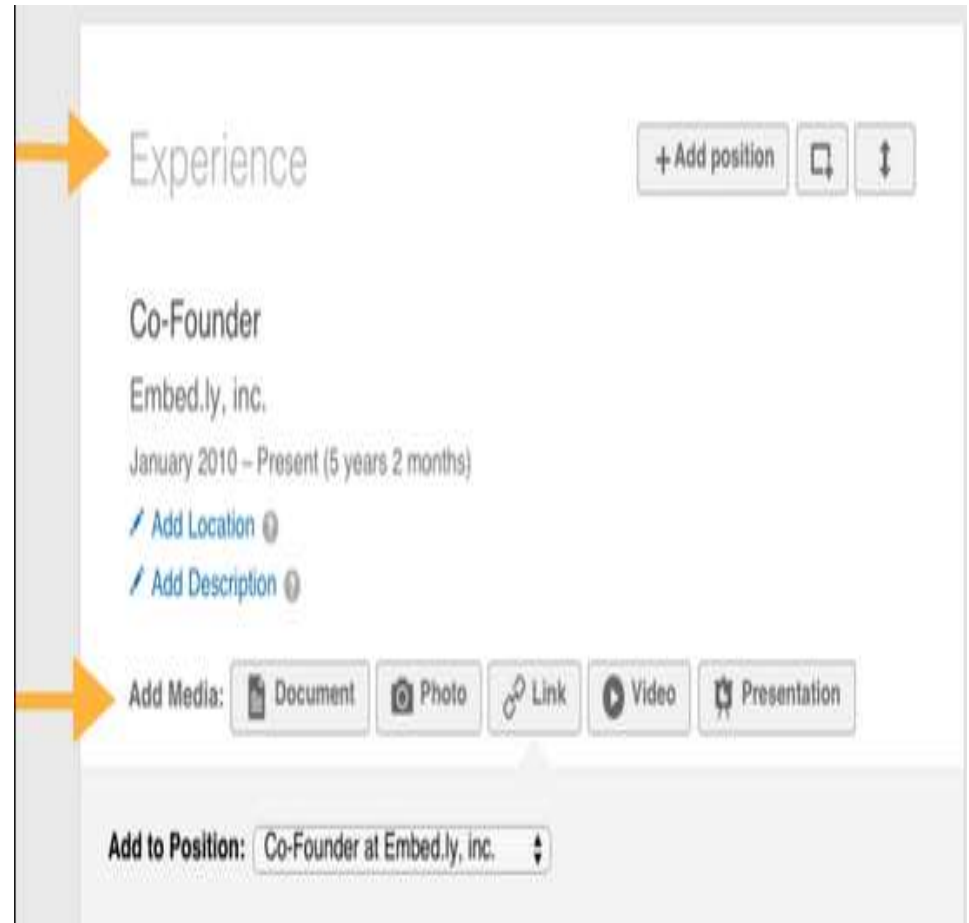 Experience
+ Add position
Co-Founder
Embed.ly, inc.
January 2010 – Present (5 years 2 months)
Add Location ?
Add Description ?
Add Media: Document Photo Link Video Presentation
Add to Position: Co-Founder at Embed.ly, inc.